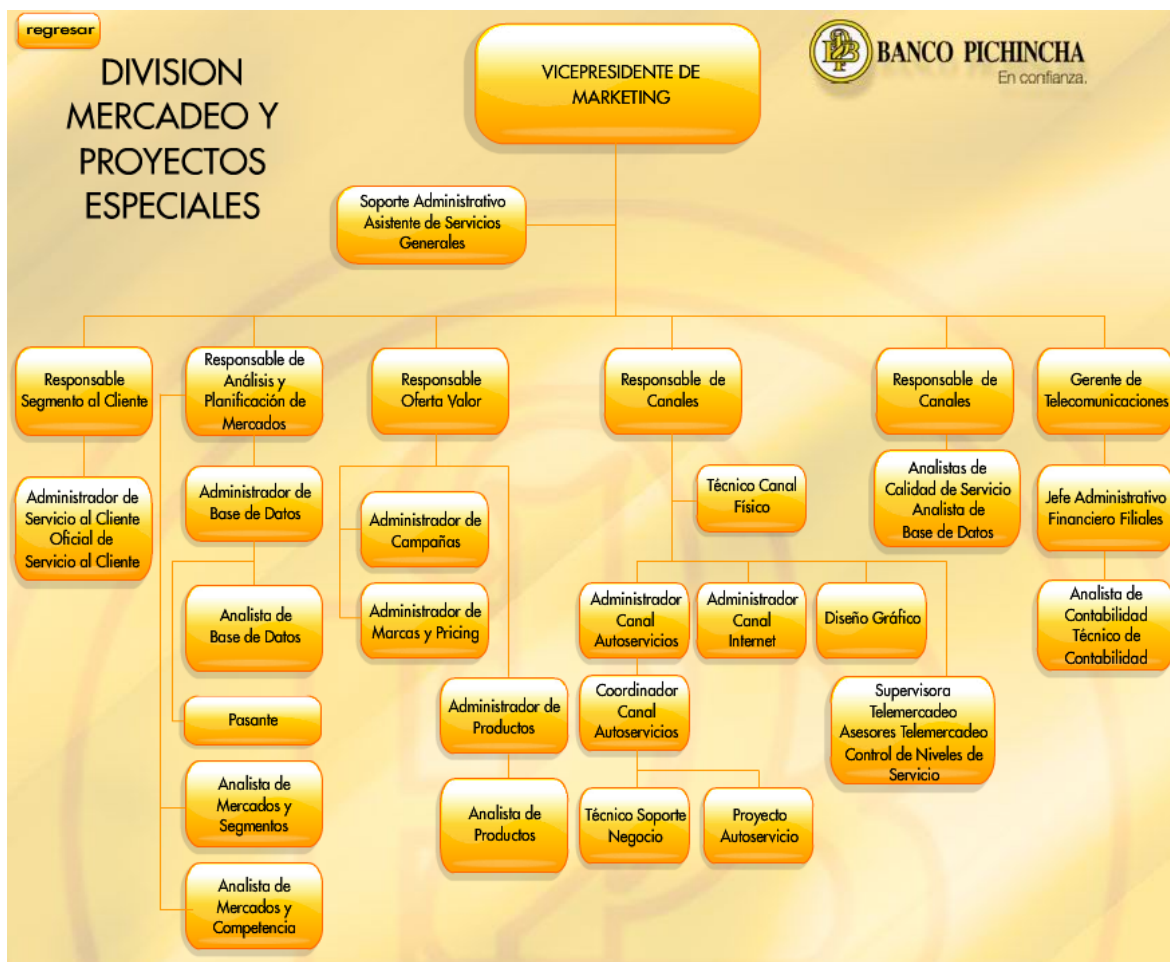 regresar
DIVISION
MERCADEO Y
PROYECTOS
ESPECIALES
VICEPRESIDENTE DE
MARKETING
BANCO PICHINCHA
En confianza.
Soporte Administrativo
Asistente de Servicios
Generales
Responsable
Segmento al Cliente
Responsable de
Análisis y
Planificación de
Mercados
Responsable
Oferta Valor
Responsable de
Canales
Responsable de
Canales
Gerente de
Telecomunicaciones
Administrador de
Servicio al Cliente
Oficial de
Servicio al Cliente
Administrador de
Base de Datos
Analista de
Base de Datos
Pasante
Analista de
Mercados y
Segmentos
Analista de
Mercados y
Competencia
Administrador de
Campañas
Administrador de
Marcas y Pricing
Administrador de
Productos
Analista de
Productos
Técnico Canal
Físico
Administrador
Canal
Autoservicios
Administrador
Canal
Internet
Diseño Gráfico
Coordinador
Canal
Autoservicios
Supervisora
Telemercadeo
Asesores Telemercadeo
Control de Niveles de
Servicio
Técnico Soporte
Negocio
Proyecto
Autoservicio
Analistas de
Calidad de Servicio
Analista de
Base de Datos
Jefe Administrativo
Financiero Filiales
Analista de
Contabilidad
Técnico de
Contabilidad